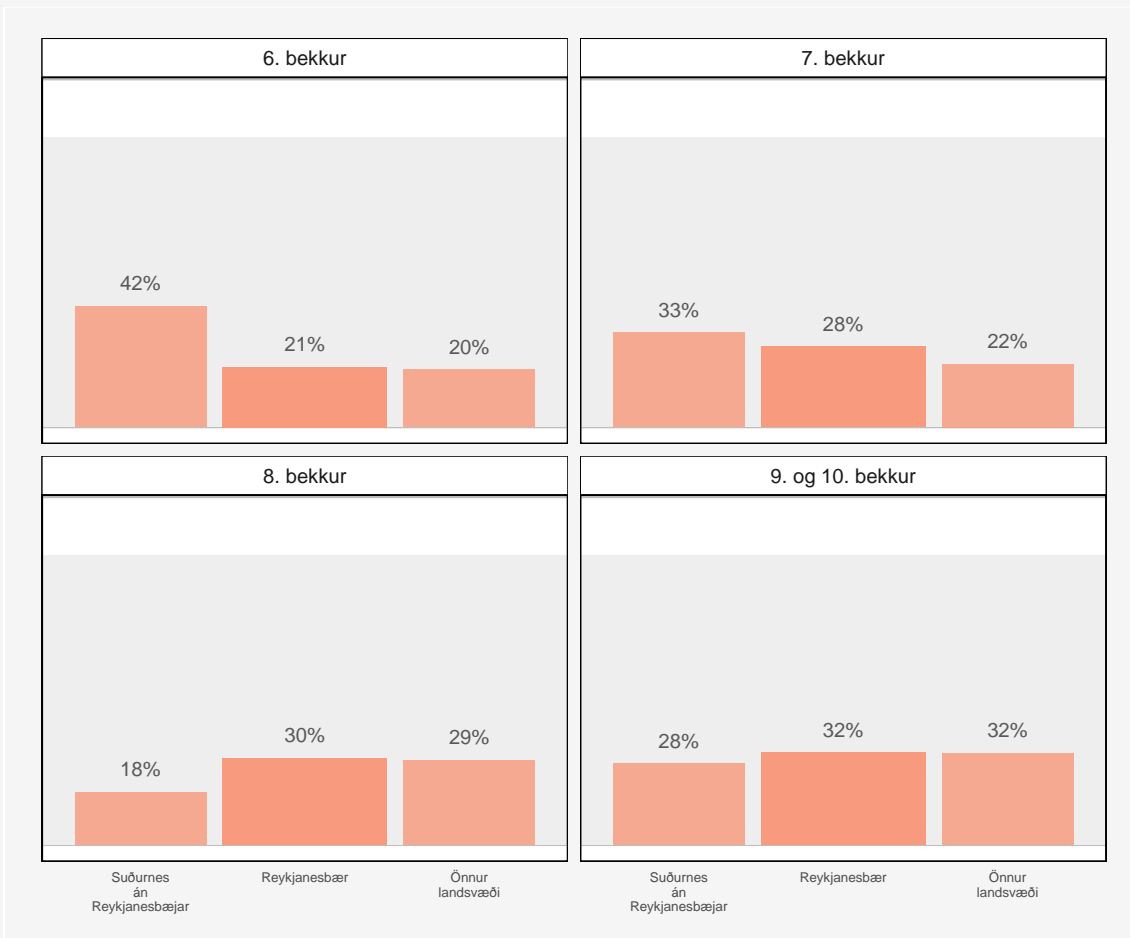 6. bekkur
7. bekkur
42%
21%
20%
33%
28%
22%
8. bekkur
9. og 10. bekkur
18%
30%
29%
28%
32%
32%
Suðurnes
án
Reykjanesbæjar
Reykjanesbær
Önnur
landsvæði
Suðurnes
án
Reykjanesbæjar
Reykjanesbær
Önnur
landsvæði